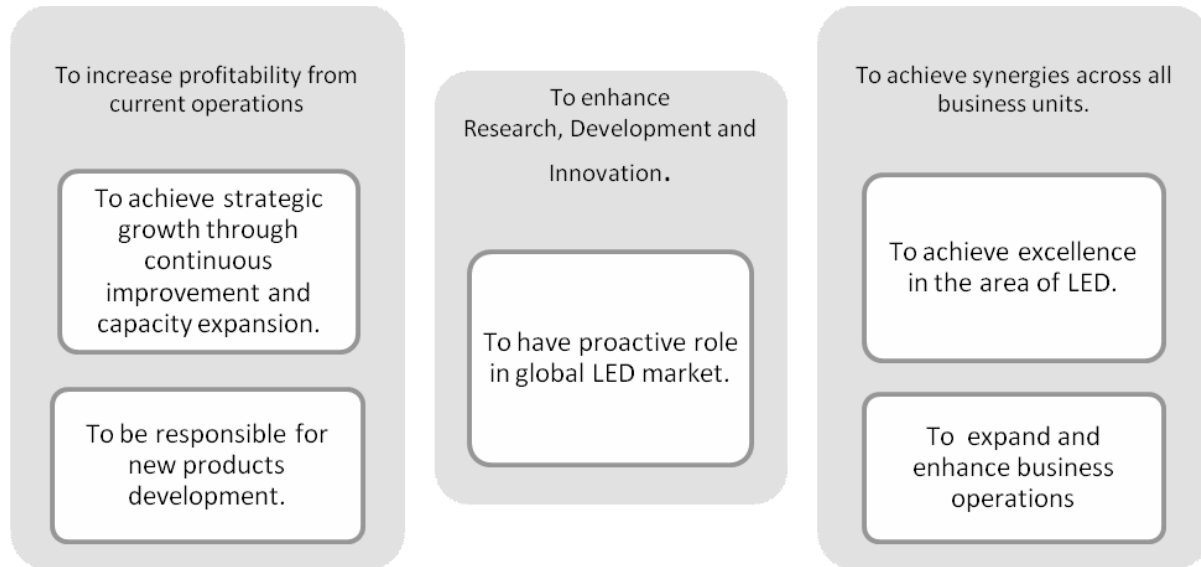 To increase profitability from
current operations
To achieve strategic
growth through
continuous
improvement and
capacity expansion.
To be responsible for
new products
development.
To enhance
Research, Development and
Innovation.
To have proactive role
in global LED market.
To achieve synergies across all
business units.
To achieve excellence
in the area of LED.
To expand and
enhance business
operations